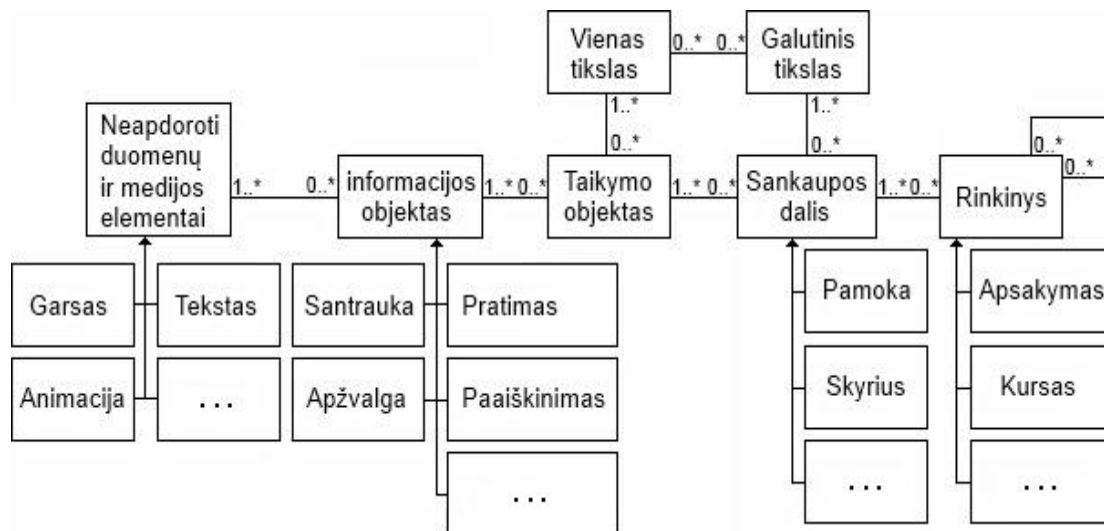 Vienas
tikslas
0..* 0..*
Galutinis
tikslas
1..*
1..*
0..*
0..*
Neapdoroti
duomenų
ir medijos
elementai
1..*
0..*
informacijos
objektas
1..* 0..*
Taikymo
objektas
1..* 0..*
Sankaupos
dalis
1..* 0..*
Rinkinys
0..*
0..*
Garsas
Tekstas
Animacija
...
Santrauka
Pratimas
Apžvalga
Paaiškinimas
...
Pamoka
Skyrius
...
Apsakymas
Kursas
...